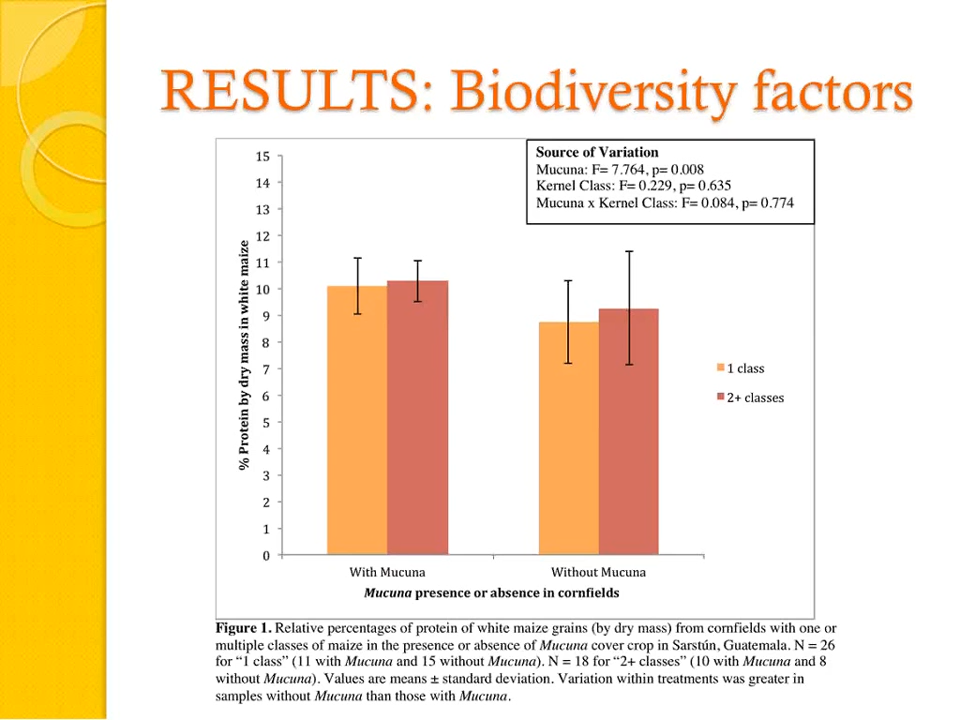 RESULTS: Biodiversity factors
Source of Variation
Mucuna: F= 7.764, p= 0.008
Kernel Class: F= 0.229, p= 0.635
Mucuna x Kernel Class: F= 0.084, p= 0.774
% Protein by dry mass in white maize
15
14
13
12
11
10
9
8
7
6
5
4
3
2
1
0
1 class
2+ classes
With Mucuna
Without Mucuna
Mucuna presence or absence in cornfields
Figure 1. Relative percentages of protein of white maize grains (by dry mass) from cornfields with one or
multiple classes of maize in the presence or absence of Mucuna cover crop in Sarstún, Guatemala. N = 26
for “1 class” (11 with Mucuna and 15 without Mucuna). N = 18 for “2+ classes” (10 with Mucuna and 8
without Mucuna). Values are means ± standard deviation. Variation within treatments was greater in
samples without Mucuna than those with Mucuna.